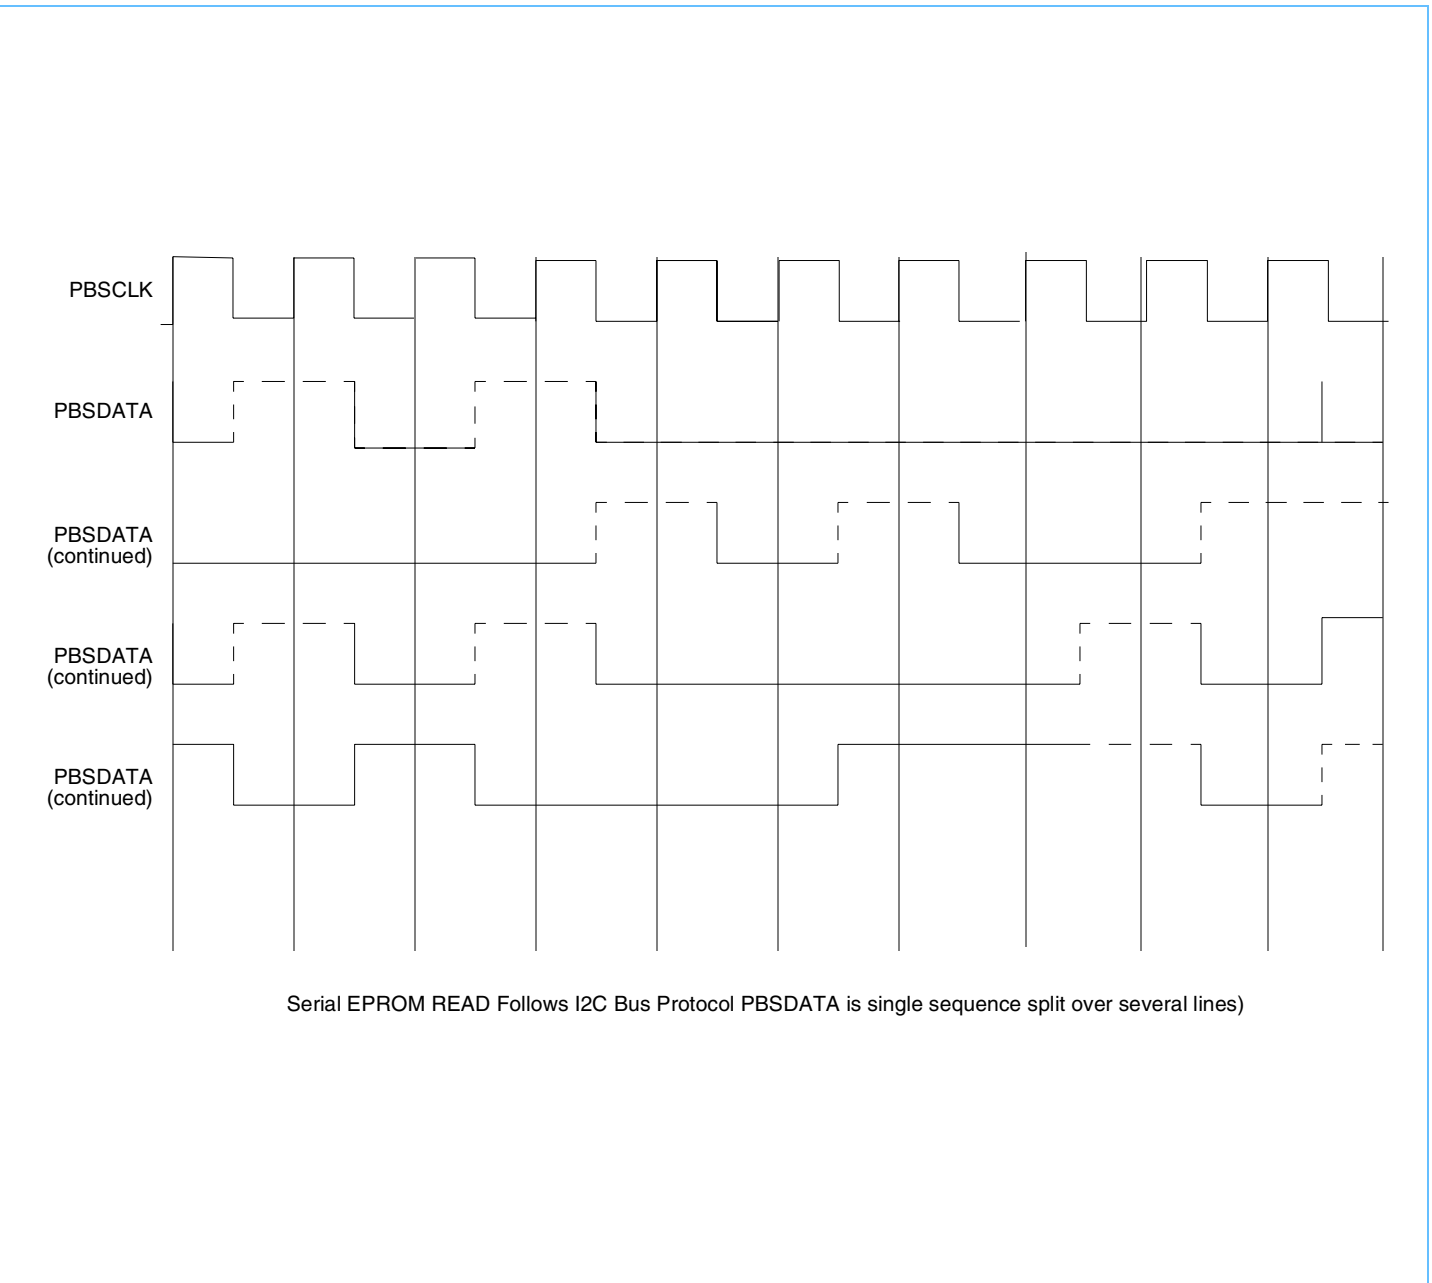 PBSCLK
PBSDATA
PBSDATA
(continued)
PBSDATA
(continued)
PBSDATA
(continued)
Serial EPROM READ Follows I2C Bus Protocol PBSDATA is single sequence split over several lines)